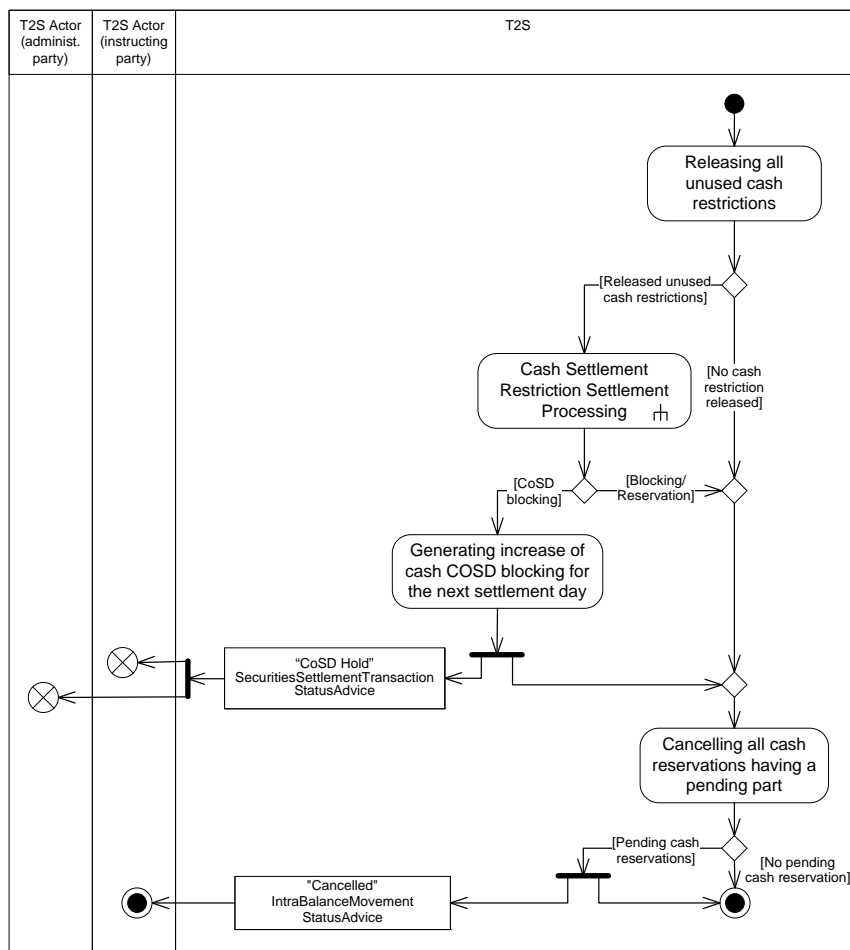 T2S Actor
(administ.
party)
T2S Actor
(instructing
party)
T2S
Releasing all
unused cash
restrictions
[Released unused
cash restrictions]
Cash Settlement
Restriction Settlement
Processing
[No cash
restriction
released]
[CoSD
blocking]
[Blocking/
Reservation]
Generating increase of
cash COSD blocking for
the next settlement day
“CoSD Hold”
SecuritiesSettlementTransaction
StatusAdvice
Cancelling all cash
reservations having a
pending part
[Pending cash
reservations]
[No pending
cash reservation]
"Cancelled"
IntraBalanceMovement
StatusAdvice